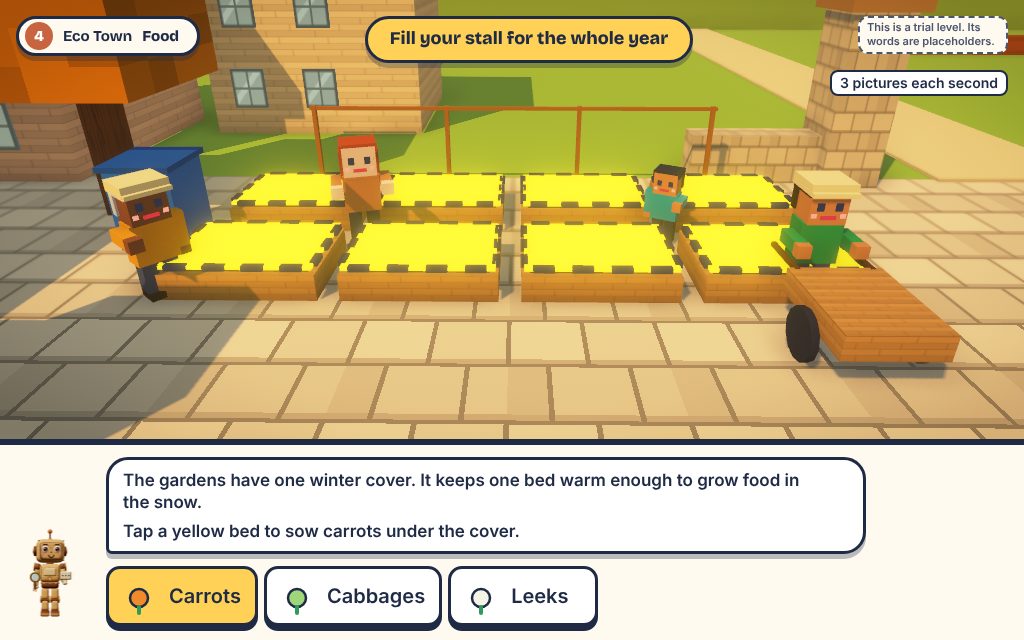 4 Eco Town Food
Fill your stall for the whole year
This is a trial level. Its
words are placeholders.
3 pictures each second
The gardens have one winter cover. It keeps one bed warm enough to grow food in
the snow.
Tap a yellow bed to sow carrots under the cover.
Carrots
Cabbages
Leeks